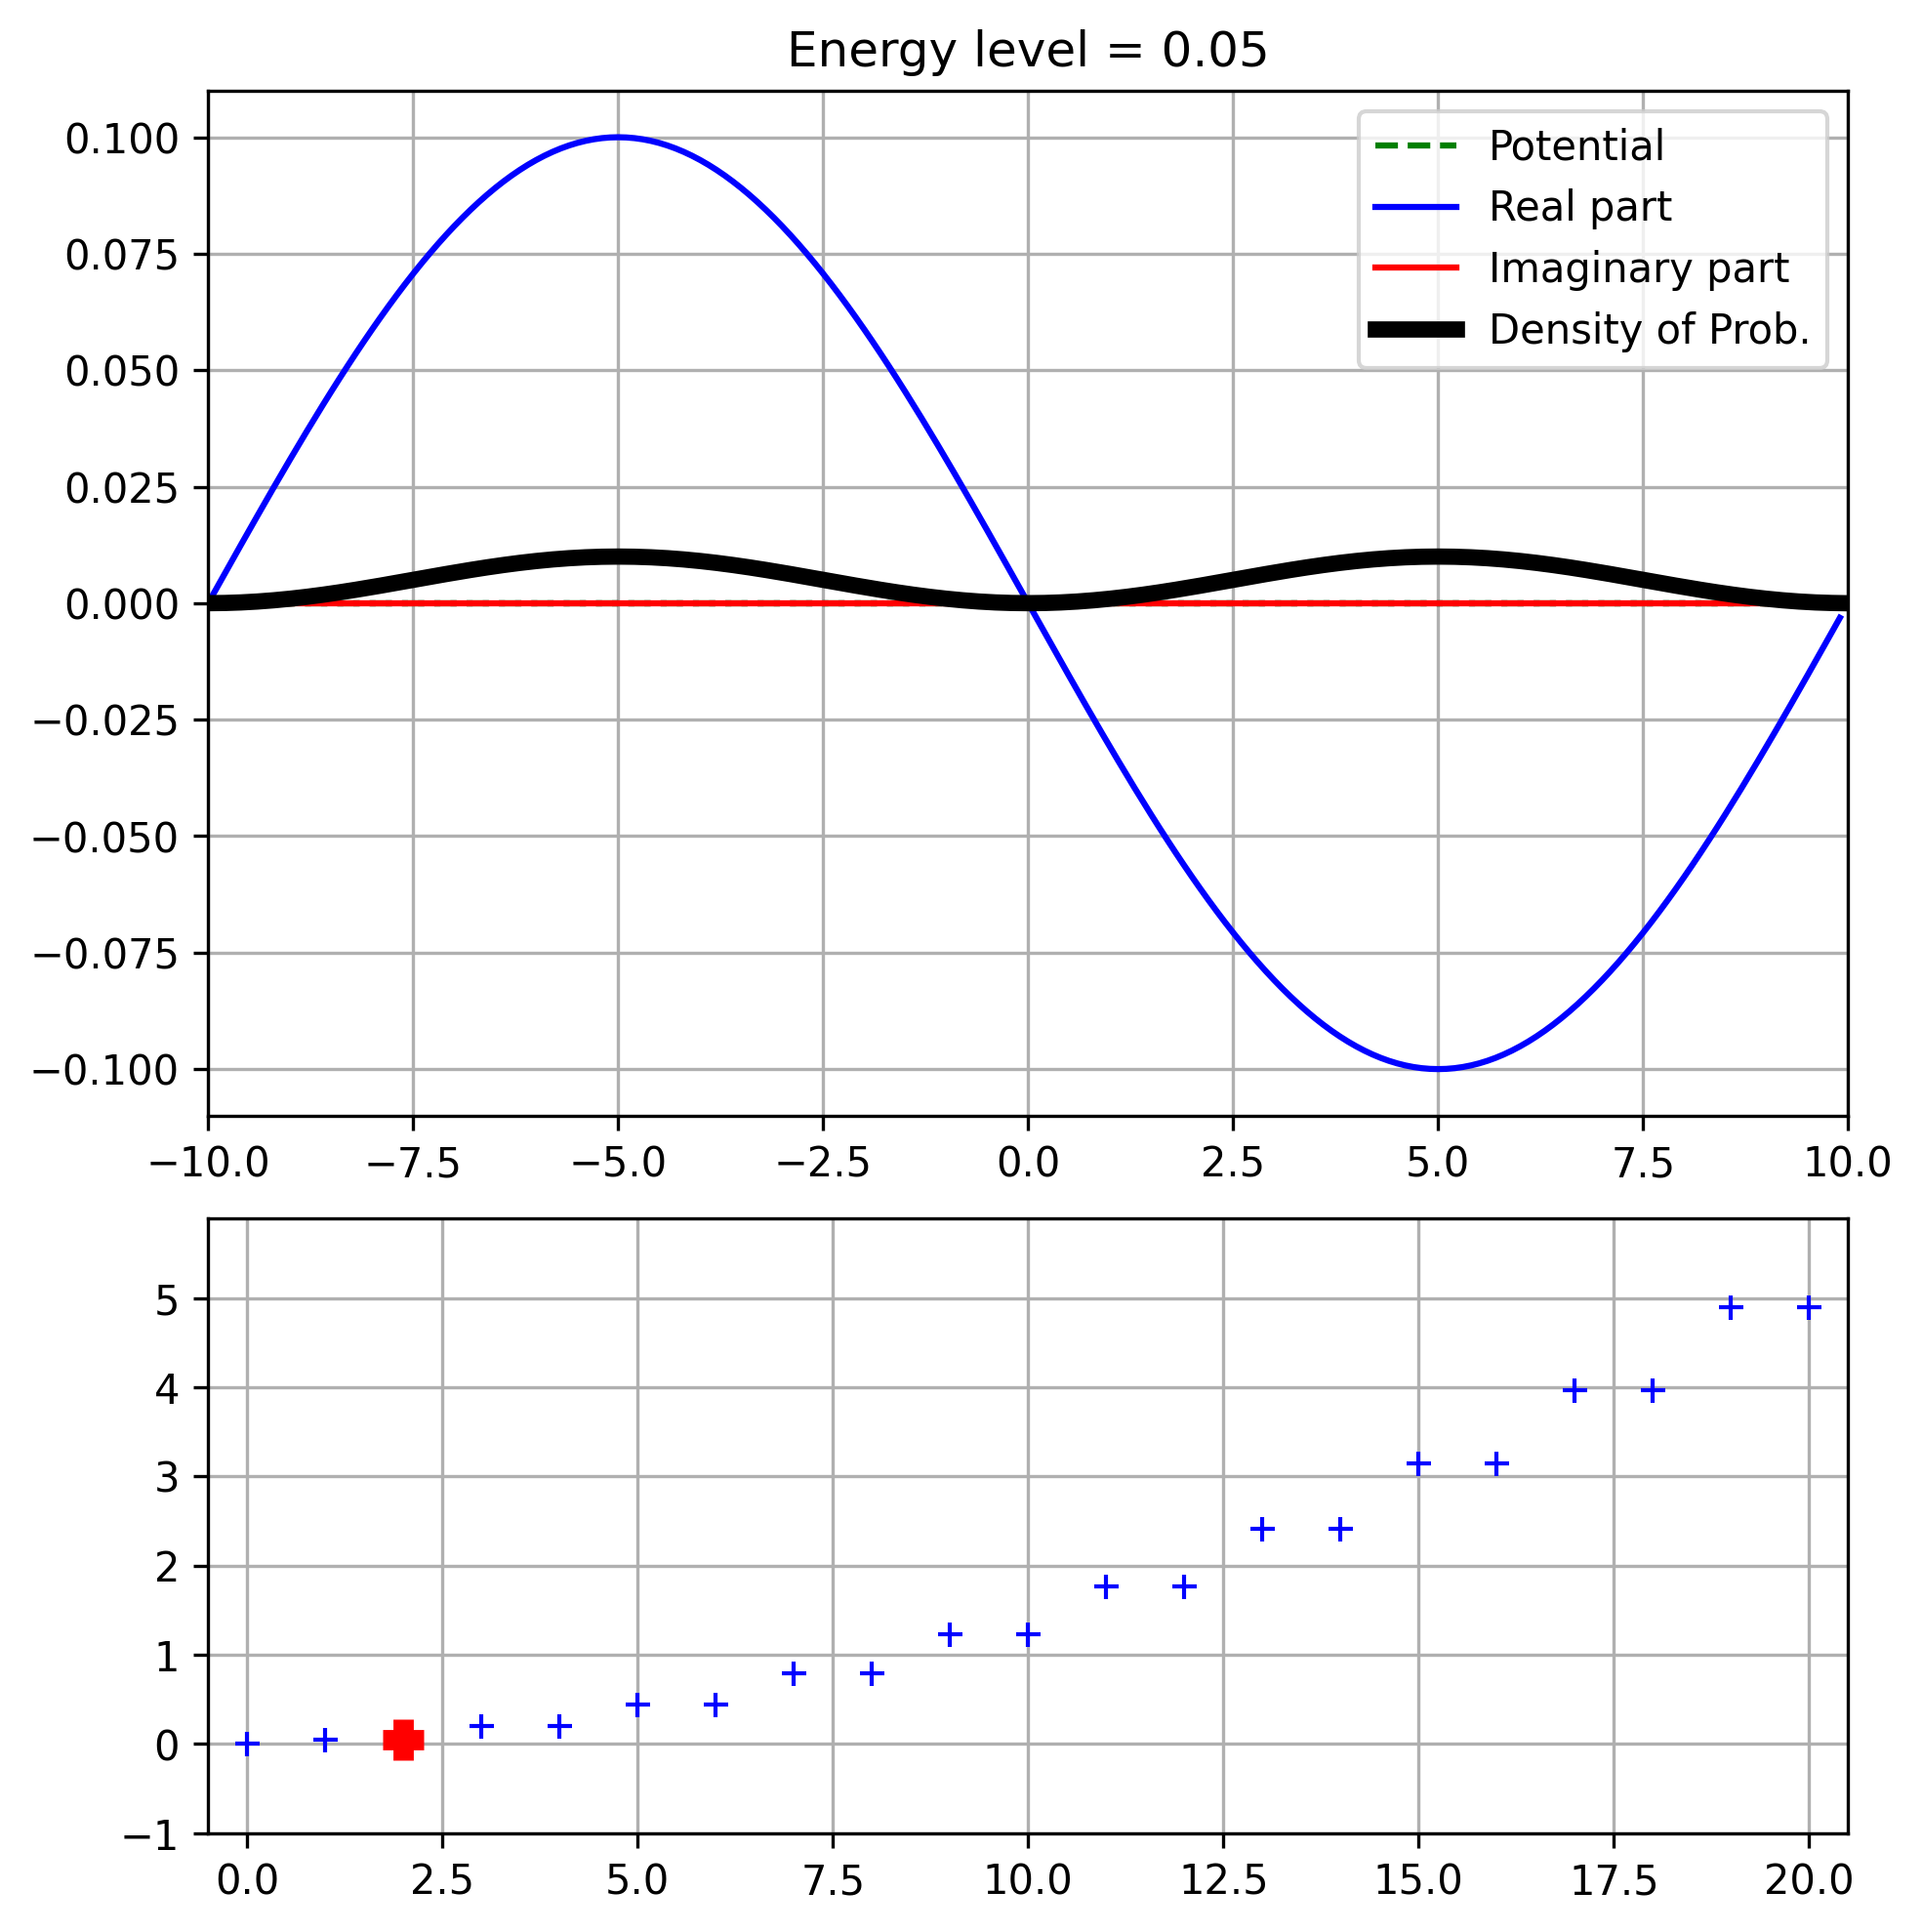 Energy level = 0.05
0.100
0.075
0.050
0.025
0.000
−0.025
−0.050
−0.075
−0.100
Potential
Real part
Imaginary part
Density of Prob.
−10.0 −7.5 −5.0 −2.5 0.0 2.5 5.0 7.5 10.0
5
4
3
2
1
0
−1
0.0 2.5 5.0 7.5 10.0 12.5 15.0 17.5 20.0